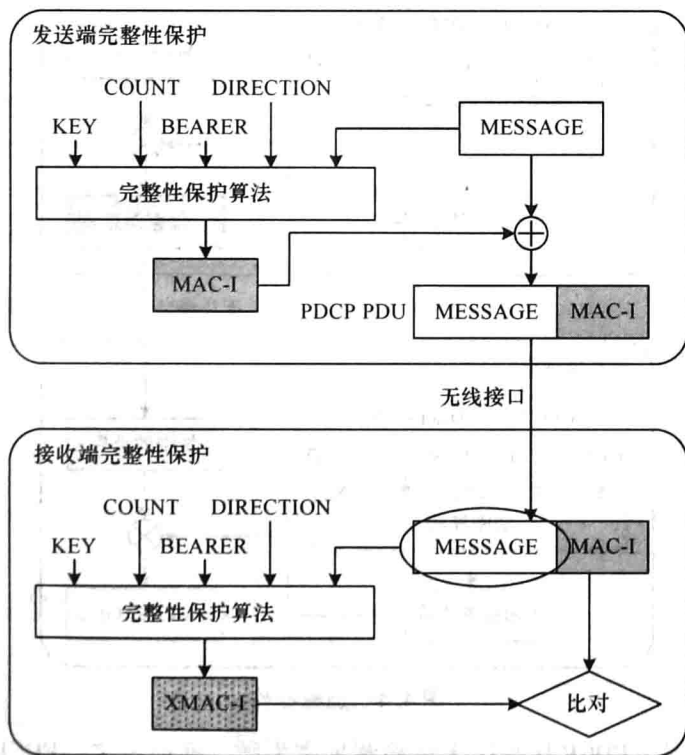 发送端完整性保护
COUNT DIRECTION
KEY BEARER MESSAGE
完整性保护算法
MAC-I
PDCP PDU MESSAGE MAC-I
无线接口
接收端完整性保护
COUNT DIRECTION
KEY BEARER MESSAGE MAC-I
完整性保护算法
XMAC-I 比对